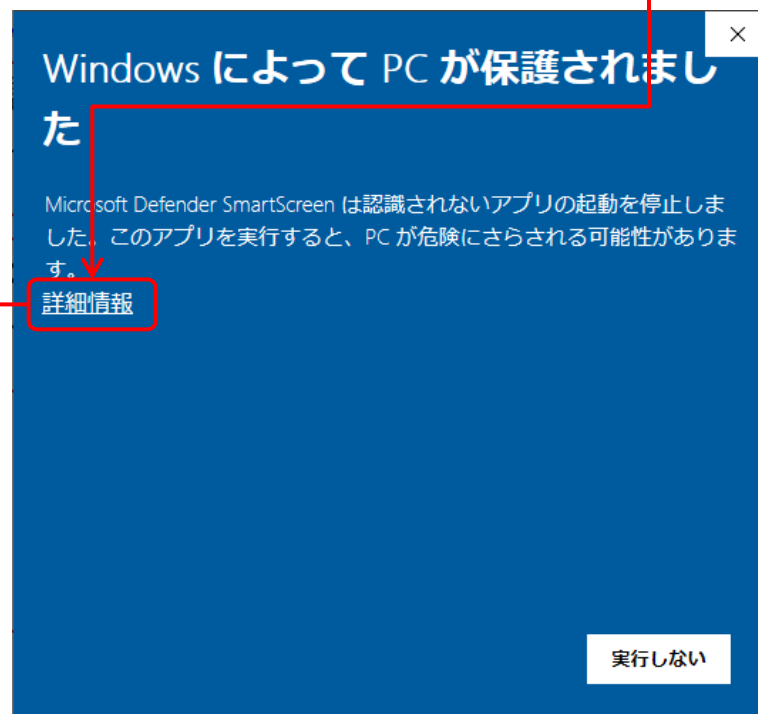 Windows によって PC が保護されまし
た
Microsoft Defender SmartScreen は認識されないアプリの起動を停止しま
した。このアプリを実行すると、PC が危険にさらされる可能性がありま
す。
詳細情報
実行しない